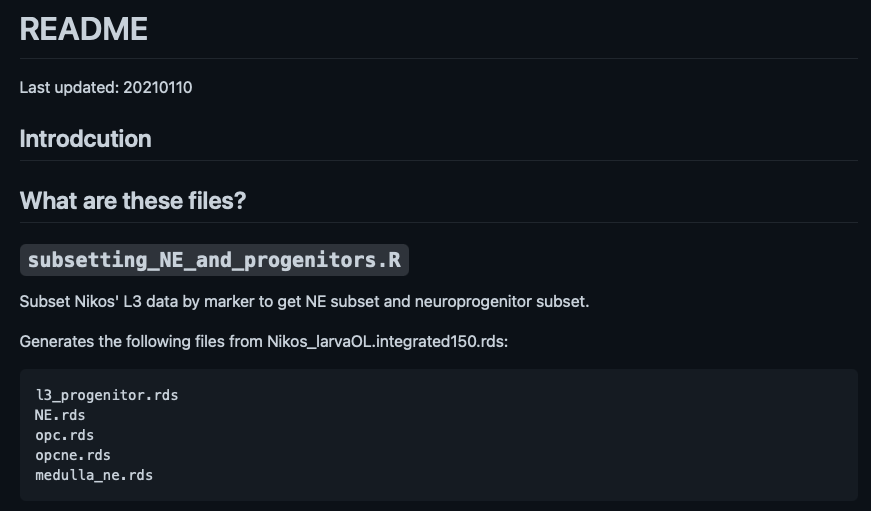 README
Last updated: 20210110
Introdcution
What are these files?
subsetting_NE_and_progenitors.R
Subset Nikos' L3 data by marker to get NE subset and neuroprogenitor subset.
Generates the following files from Nikos_larvaOL.integrated150.rds:
l3_progenitor.rds
NE.rds
opc.rds
opcne.rds
medulla_ne.rds